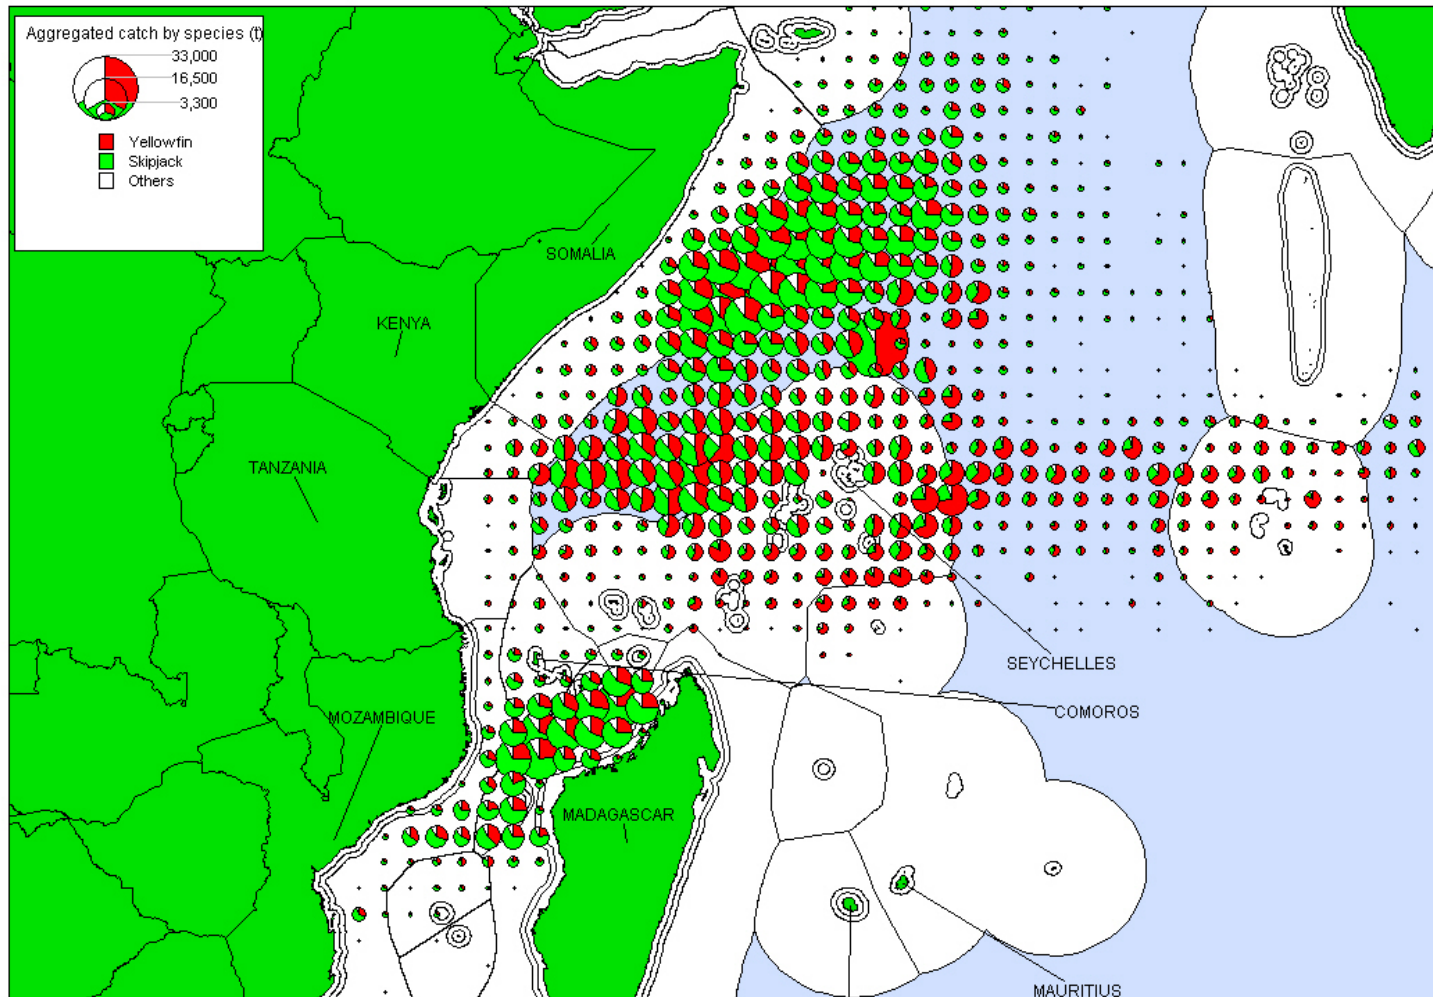 Aggregated catch by species (t)
33,000
16,500
3,300
Yellowfin
Skipjack
Others
SOMALIA
KENYA
TANZANIA
SEYCHELLES
COMOROS
MOZAMBIQUE
MADAGASCAR
MAURITIUS